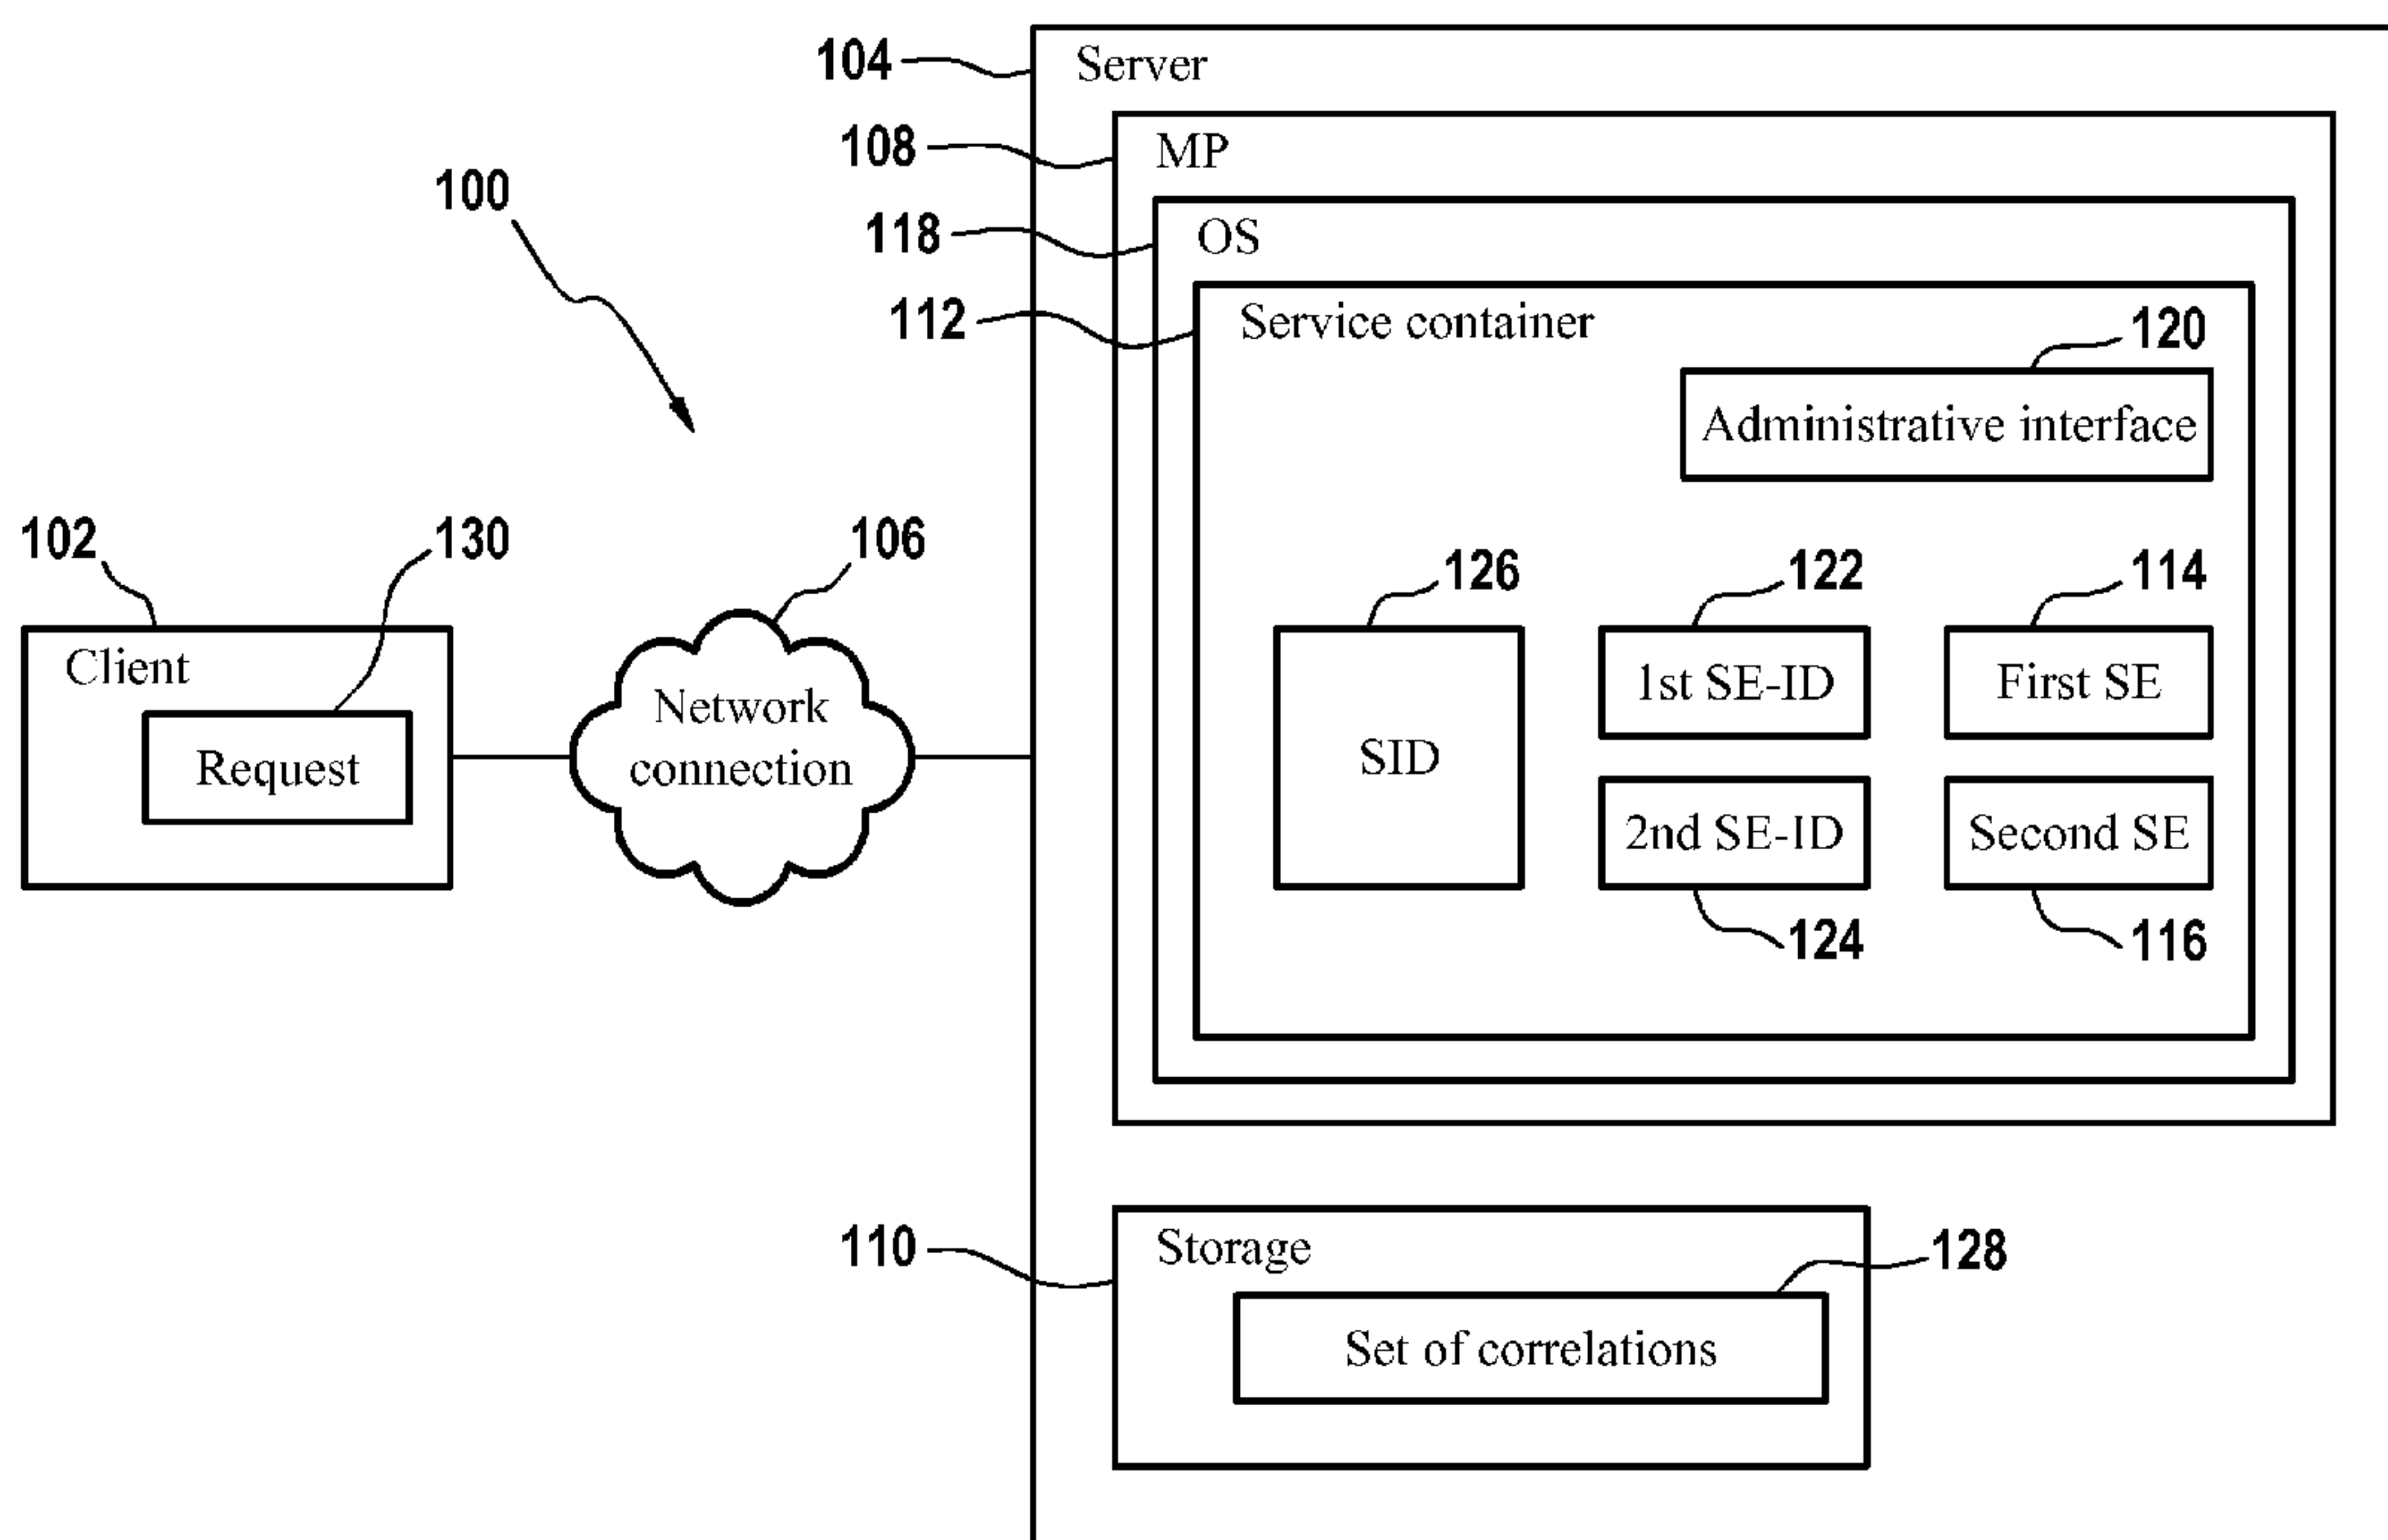 104
Server
108
MP
100
118
OS
112
Service container
120
Administrative interface
102
130
106
126
122
114
Client
Request
Network
connection
SID
1st SE-ID
First SE
2nd SE-ID
Second SE
124
116
110
Storage
128
Set of correlations